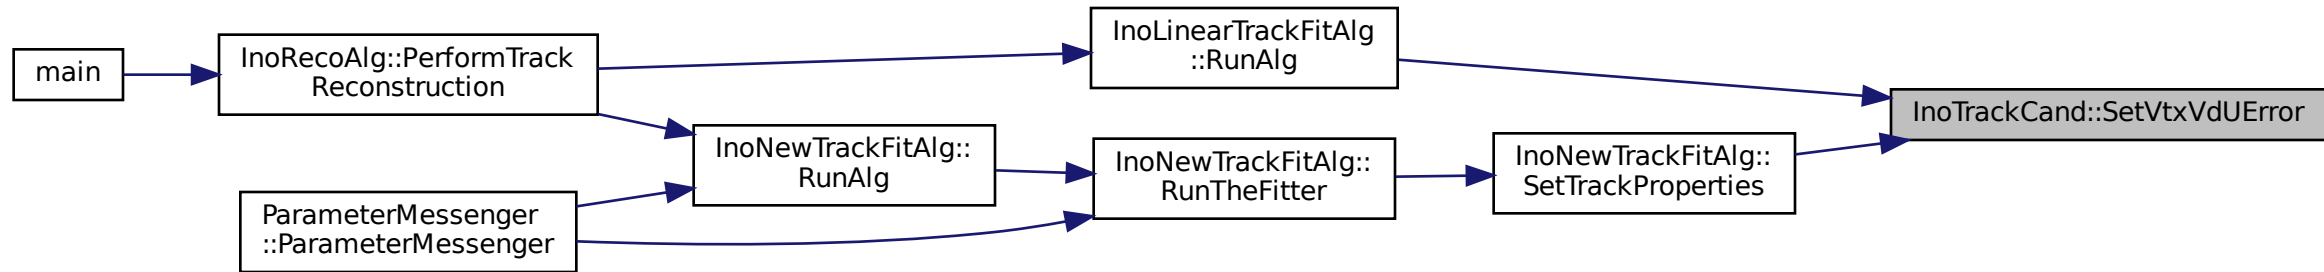 main
InoRecoAlg::PerformTrack
Reconstruction
InoLinearTrackFitAlg
::RunAlg
InoTrackCand::SetVtxVdUError
InoNewTrackFitAlg::
RunAlg
InoNewTrackFitAlg::
RunTheFitter
InoNewTrackFitAlg::
SetTrackProperties
ParameterMessenger
::ParameterMessenger